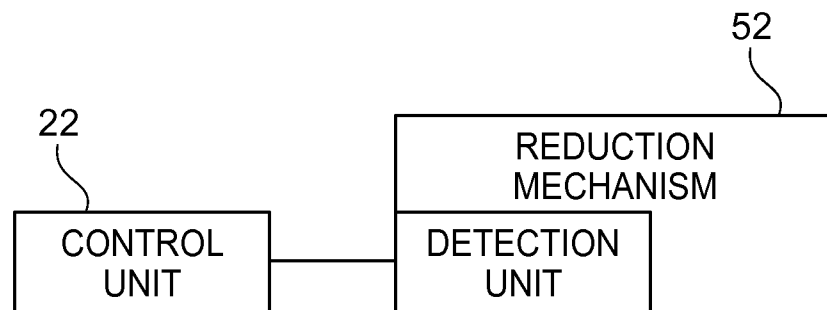 52
22
REDUCTION
MECHANISM
CONTROL
UNIT
DETECTION
UNIT